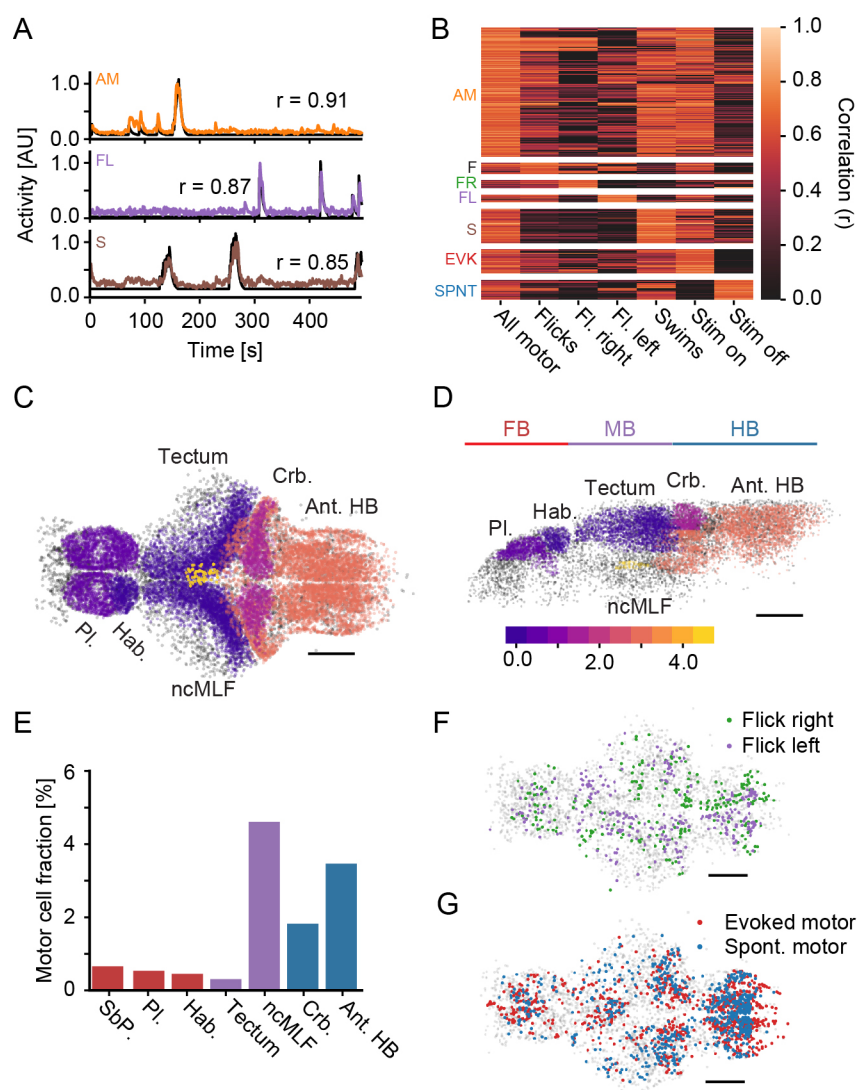 A
AM
r = 0.91
1.0
0.0
FL
r = 0.87
1.0
0.0
S
r = 0.85
1.0
0.0
Activity [AU]
0 100 200 300 400
Time [s]
B
AM
F
FR
FL
S
EVK
SPNT
All motor
Flicks
Fl. right
Fl. left
Swims
Stim on
Stim off
1.0
0.8
0.6
0.4
0.2
0.0
Correlation (r)
C
Tectum
Crb.
Ant. HB
Pl.
Hab.
ncMLF
D
FB MB HB
Pl.
Hab.
Tectum
Crb.
Ant. HB
ncMLF
0.0 2.0 4.0
E
Motor cell fraction [%]
6
4
2
0
SbP.
Pl.
Hab.
Tectum
ncMLF
Crb.
Ant. HB
F
Flick right
Flick left
G
Evoked motor
Spont. motor